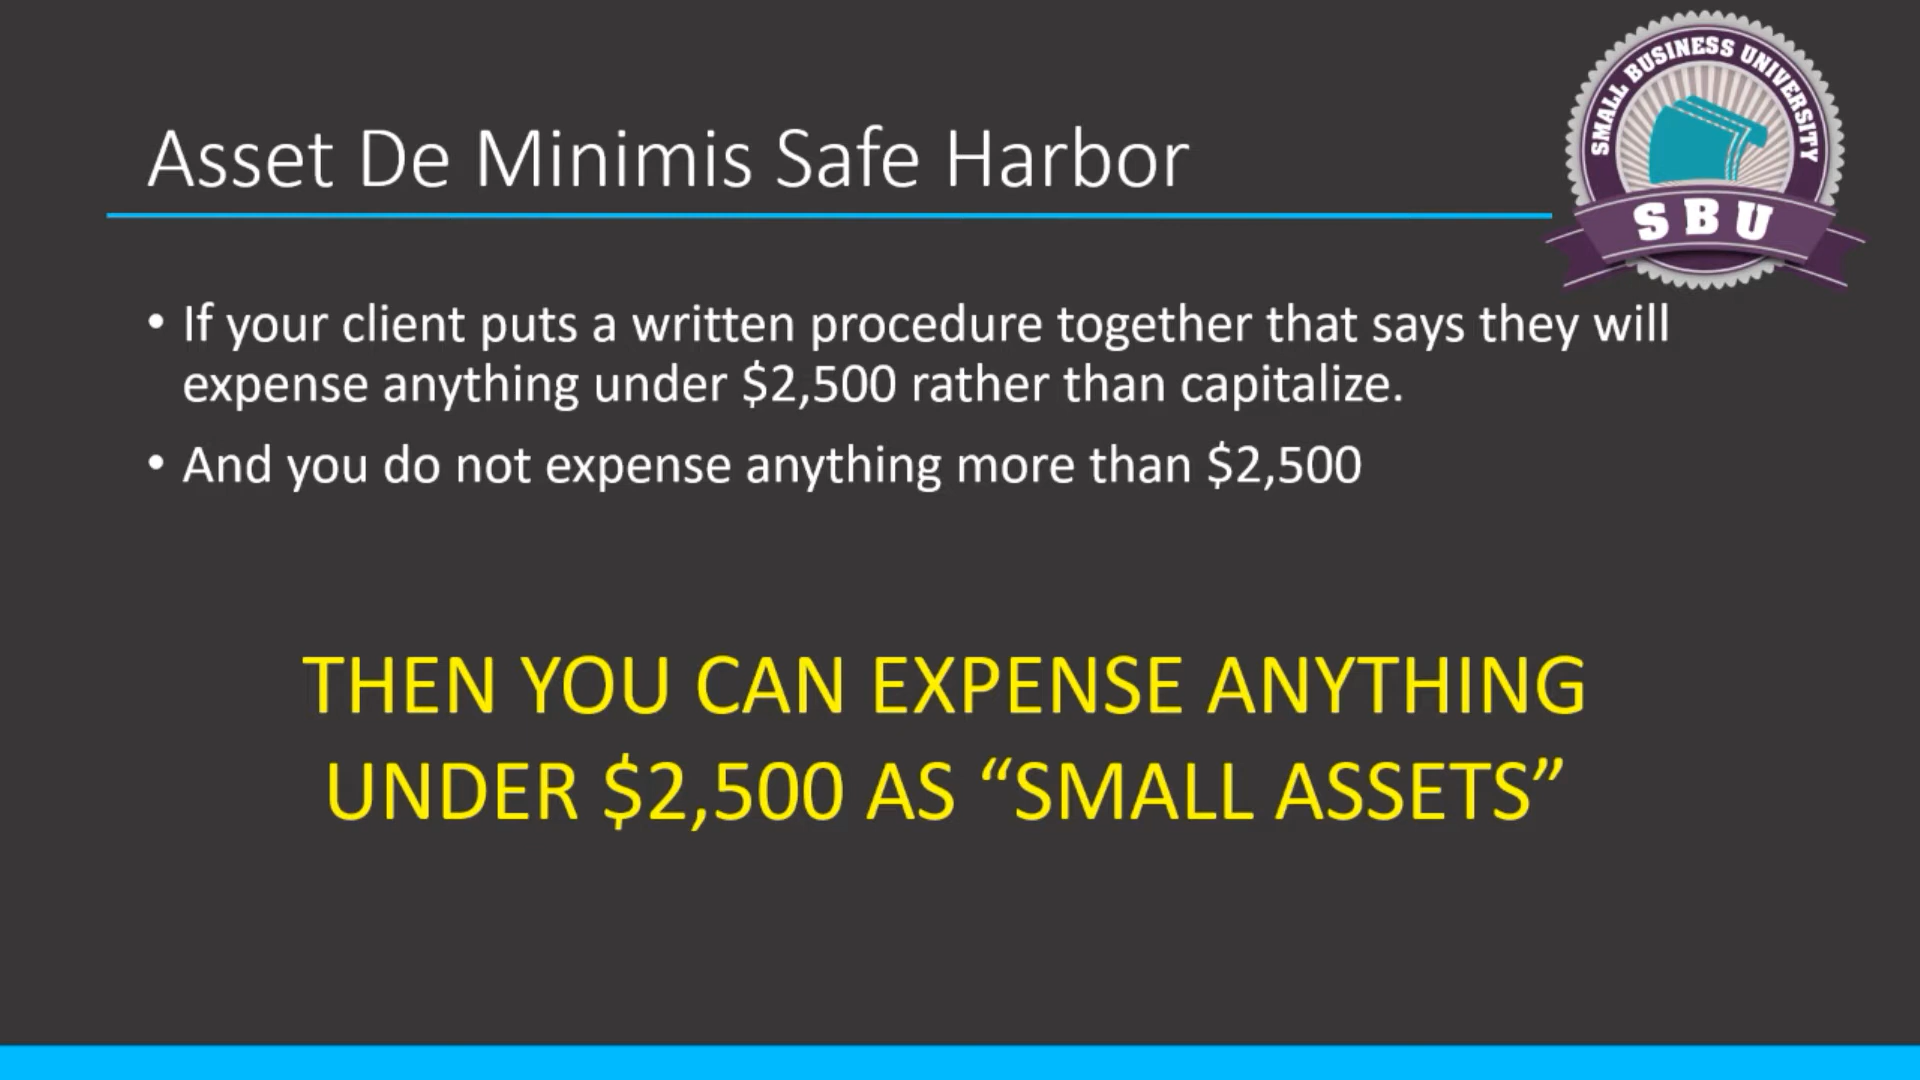 SMALL BUSINESS UNIVERSITY
SBU
Asset De Minimis Safe Harbor
• If your client puts a written procedure together that says they will
expense anything under $2,500 rather than capitalize.
• And you do not expense anything more than $2,500
THEN YOU CAN EXPENSE ANYTHING
UNDER $2,500 AS “SMALL ASSETS”